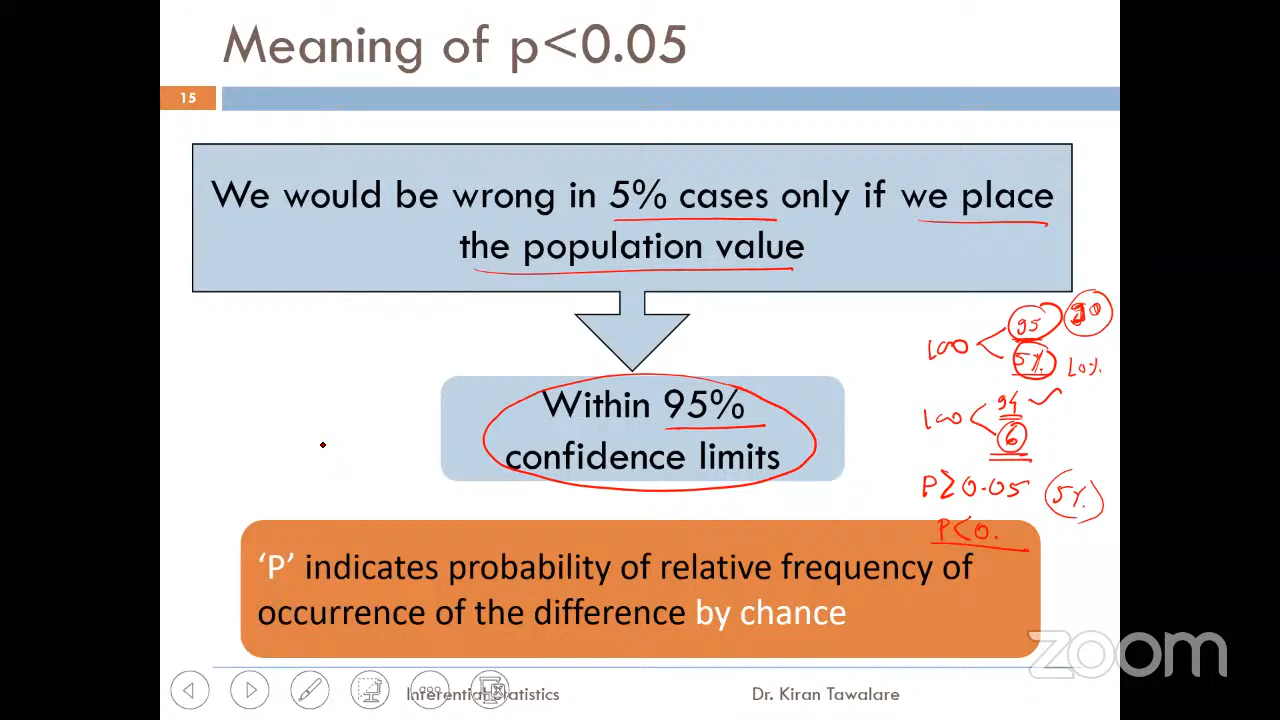 Meaning of p<0.05
15
We would be wrong in 5% cases only if we place
the population value
95
90
100
5%
10%
Within 95%
confidence limits
94
100
6
P≥0.05
5%
P<0.
‘P’ indicates probability of relative frequency of
occurrence of the difference by chance
zoom
Inferential Statistics
Dr. Kiran Tawalare